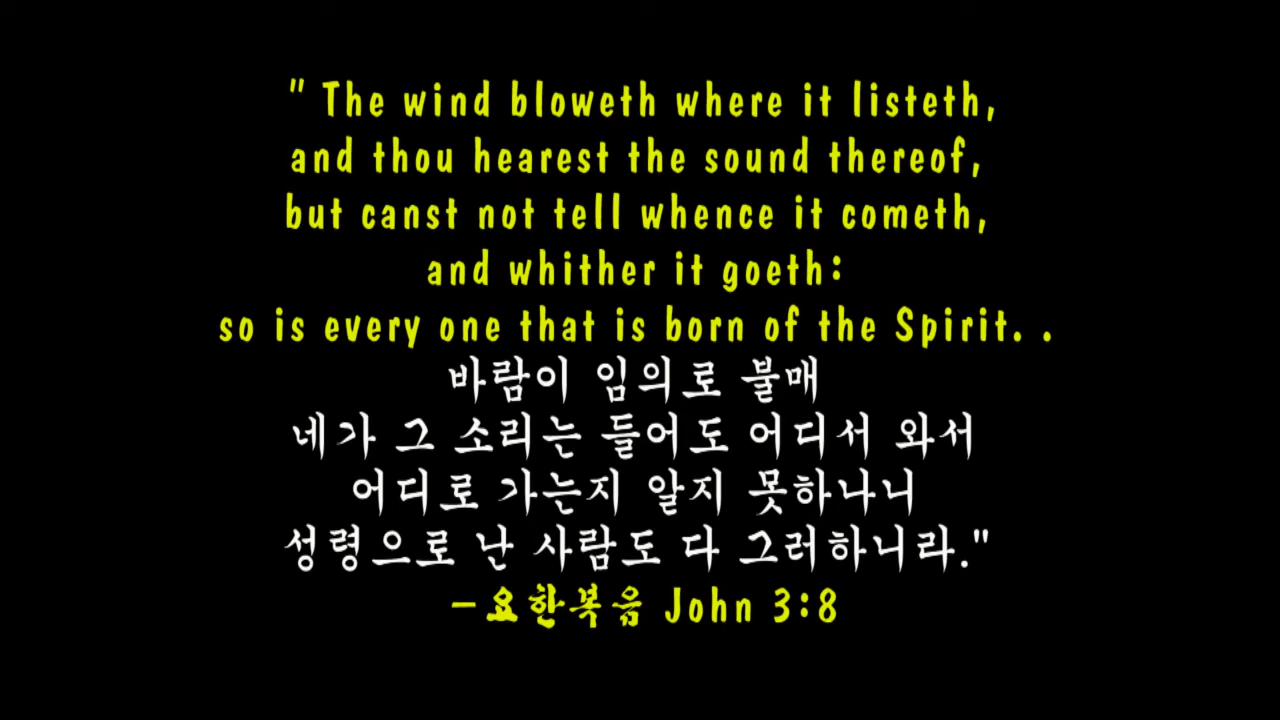 " The wind bloweth where it listeth,
and thou hearest the sound thereof,
but canst not tell whence it cometh,
and whither it goeth:
so is every one that is born of the Spirit. .
바람이 임의로 불매
네가 그 소리는 들어도 어디서 와서
어디로 가는지 알지 못하나니
성령으로 난 사람도 다 그러하니라."
-요한복음 John 3:8